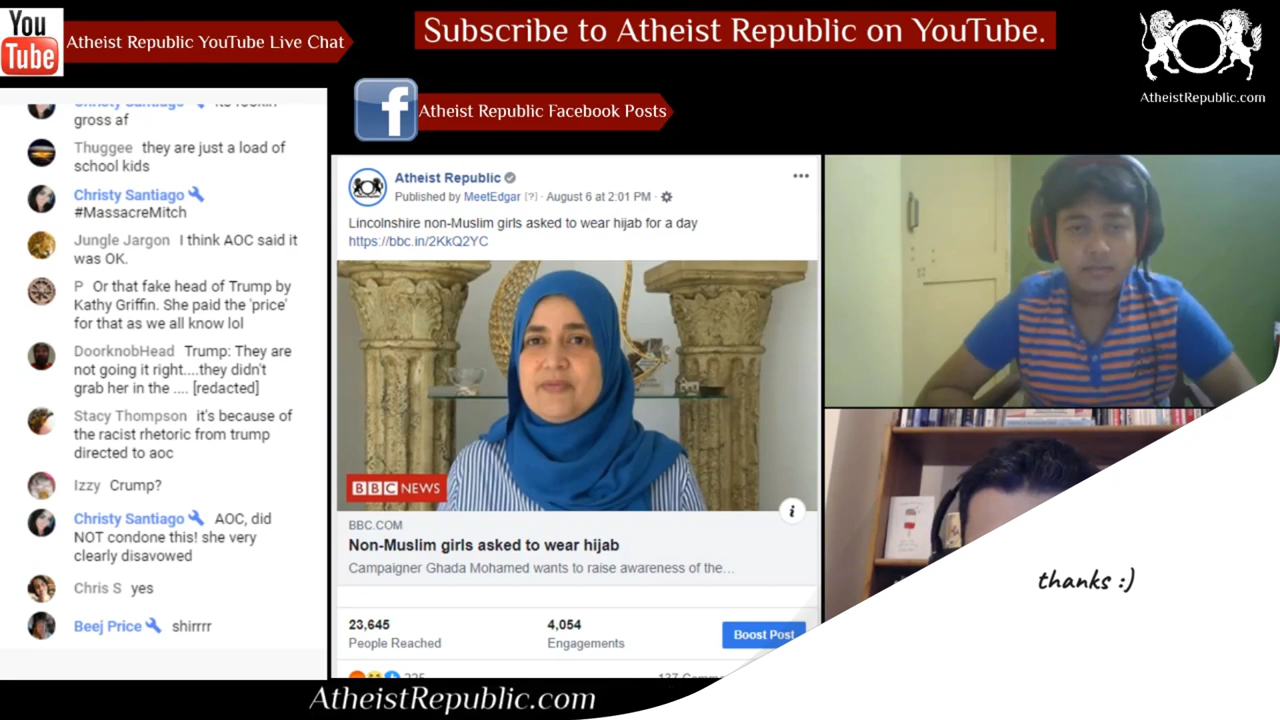 You
Tube
Atheist Republic YouTube Live Chat
Subscribe to Atheist Republic on YouTube.
AtheistRepublic.com
f
Atheist Republic Facebook Posts
Christy Santiago
gross af
Thuggee they are just a load of
school kids
Christy Santiago
#MassacreMitch
Jungle Jargon I think AOC said it
was OK.
P Or that fake head of Trump by
Kathy Griffin. She paid the 'price'
for that as we all know lol
DoorknobHead Trump: They are
not going it right....they didn't
grab her in the .... [redacted]
Stacy Thompson it's because of
the racist rhetoric from trump
directed to aoc
Izzy Crump?
Christy Santiago AOC, did
NOT condone this! she very
clearly disavowed
Chris S yes
Beej Price shirrrr
Atheist Republic
Published by MeetEdgar [?] · August 6 at 2:01 PM ·
Lincolnshire non-Muslim girls asked to wear hijab for a day
https://bbc.in/2KkQ2YC
BBC NEWS
i
BBC.COM
Non-Muslim girls asked to wear hijab
Campaigner Ghada Mohamed wants to raise awareness of the...
23,645
People Reached
4,054
Engagements
Boost Post
thanks :)
AtheistRepublic.com